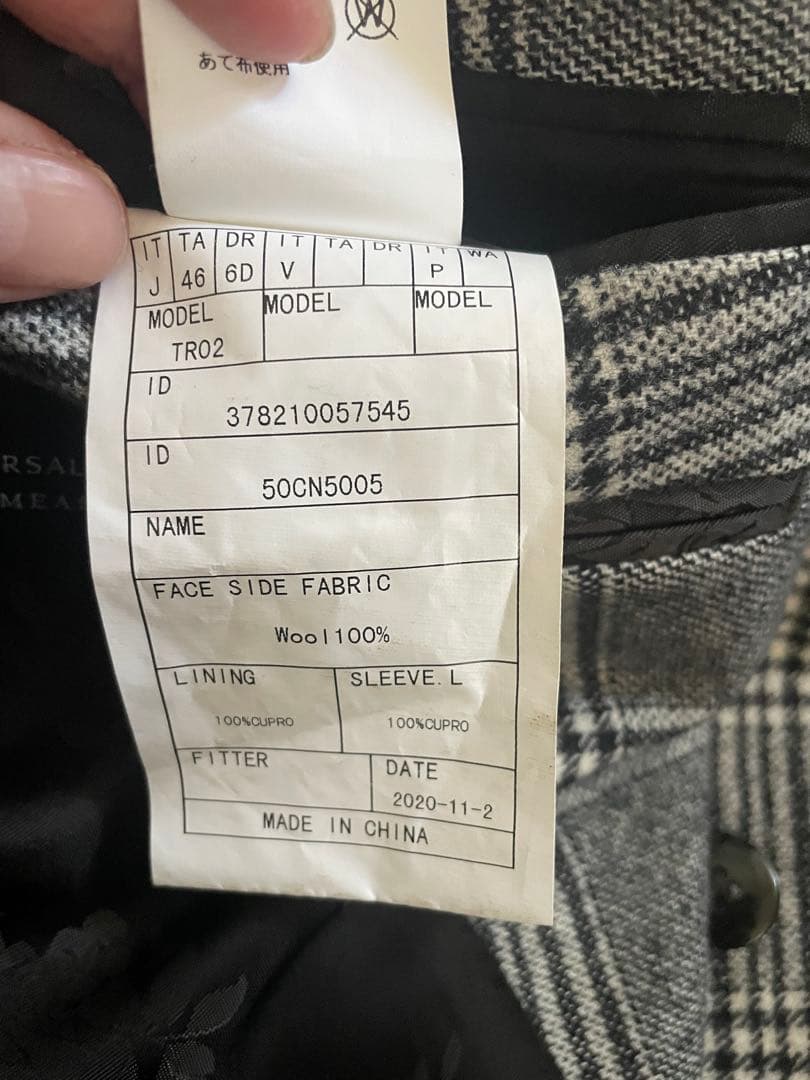 あて布使用
IT TA DR IT TA DR IT WA
J 46 6D V P
MODEL MODEL MODEL
TR02
ID
378210057545
ID
50CN5005
NAME
FACE SIDE FABRIC
Wool100%
LINING SLEEVE.L
100%CUPRO 100%CUPRO
FITTER DATE
2020-11-2
MADE IN CHINA
RSAL
MEA